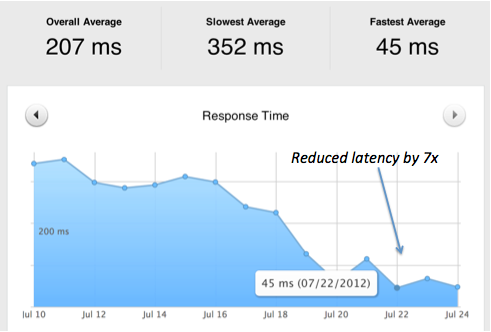 Overall Average Slowest Average Fastest Average
207 ms 352 ms 45 ms
Response Time
Reduced latency by 7x
200 ms
45 ms (07/22/2012)
Jul 10 Jul 12 Jul 14 Jul 16 Jul 18 Jul 20 Jul 22 Jul 24